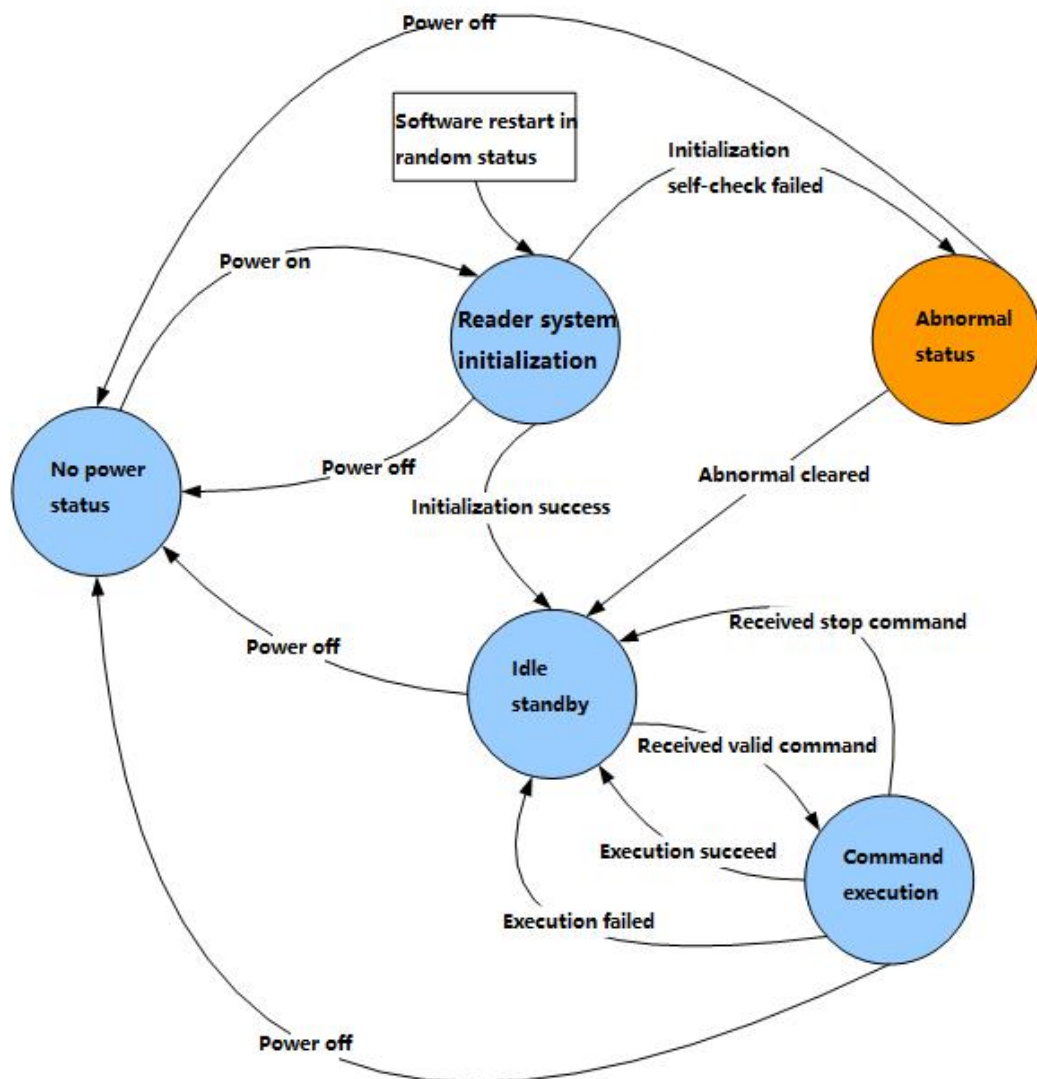 Power off
Software restart in
random status
Initialization
self-check failed
Power on
Reader system
initialization
Abnormal
status
No power
status
Power off
Abnormal cleared
Initialization success
Received stop command
Power off
Idle
standby
Received valid command
Execution succeed
Command
execution
Execution failed
Power off